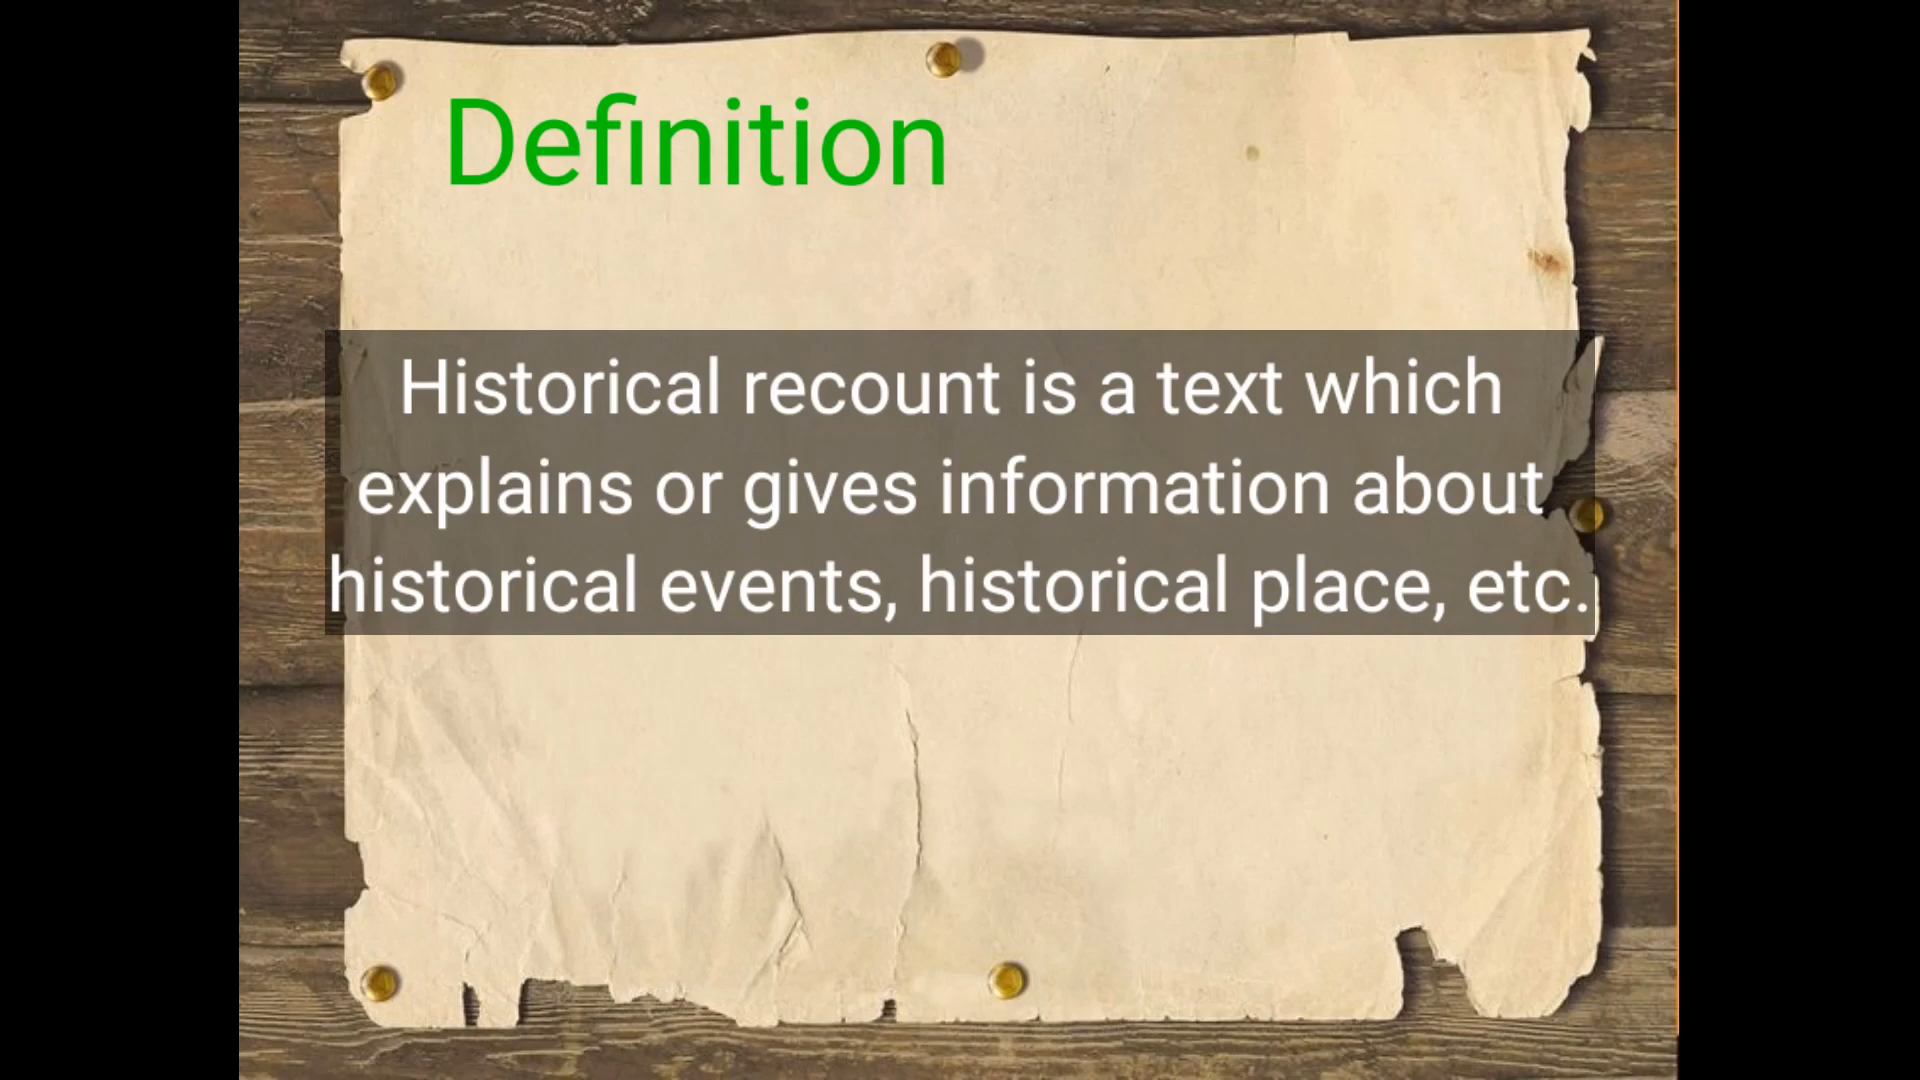 Definition
Historical recount is a text which
explains or gives information about
historical events, historical place, etc.